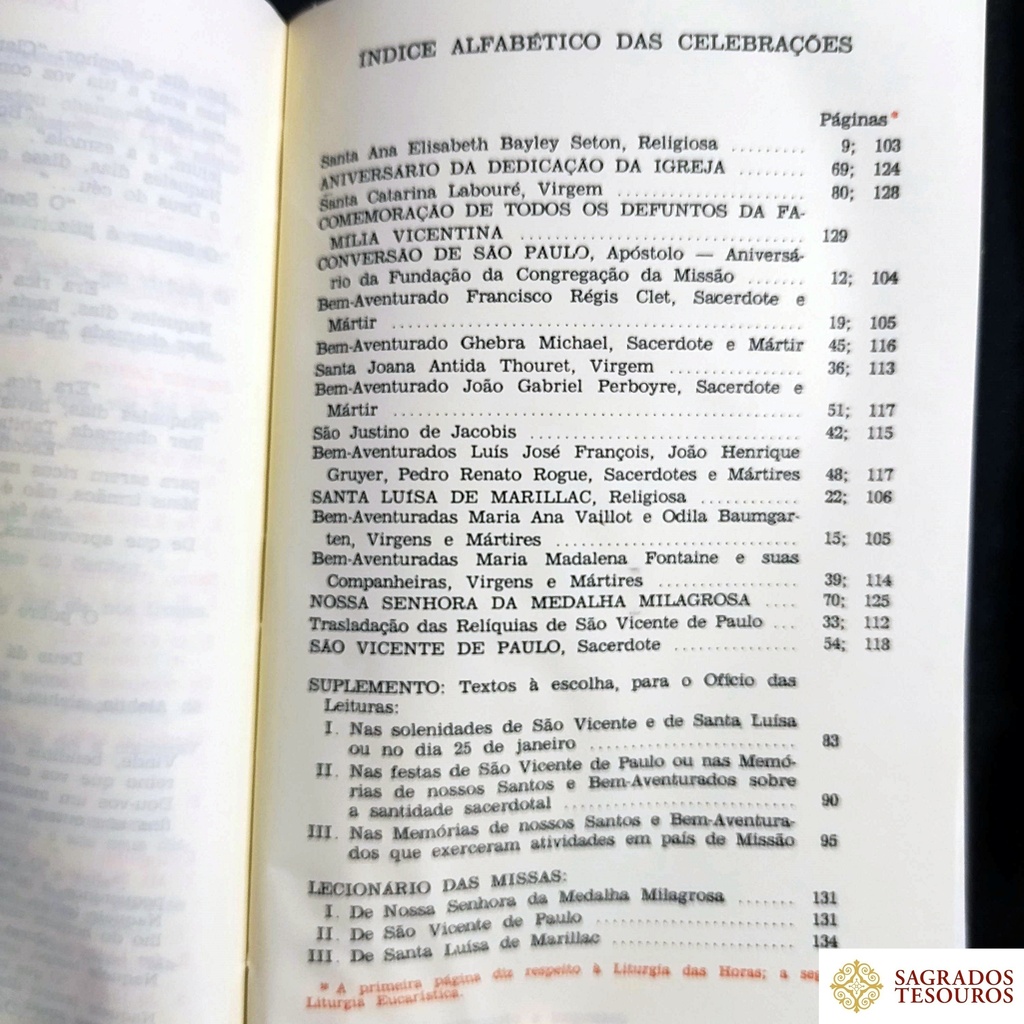 ÍNDICE ALFABÉTICO DAS CELEBRAÇÕES
Páginas*
Santa Ana Elisabeth Bayley Seton, Religiosa ......... 9; 103
ANIVERSÁRIO DA DEDICAÇÃO DA IGREJA ........ 69; 124
Santa Catarina Labouré, Virgem ...................... 80; 128
COMEMORAÇÃO DE TODOS OS DEFUNTOS DA FA-
MÍLIA VICENTINA .................................. 129
CONVERSÃO DE SÃO PAULO, Apóstolo — Aniversá-
rio da Fundação da Congregação da Missão ....... 12; 104
Bem-Aventurado Francisco Régis Clet, Sacerdote e
Mártir ................................................ 19; 105
Bem-Aventurado Ghebra Michael, Sacerdote e Mártir 45; 116
Santa Joana Antida Thouret, Virgem ................ 36; 113
Bem-Aventurado João Gabriel Perboyre, Sacerdote e
Mártir ................................................ 51; 117
São Justino de Jacobis ................................ 42; 115
Bem-Aventurados Luís José François, João Henrique
Gruyer, Pedro Renato Rogue, Sacerdotes e Mártires 48; 117
SANTA LUÍSA DE MARILLAC, Religiosa ............ 22; 106
Bem-Aventuradas Maria Ana Vaillot e Odila Baumgar-
ten, Virgens e Mártires .............................. 15; 105
Bem-Aventuradas Maria Madalena Fontaine e suas
Companheiras, Virgens e Mártires ................. 39; 114
NOSSA SENHORA DA MEDALHA MILAGROSA .... 70; 125
Trasladação das Relíquias de São Vicente de Paulo ... 33; 112
SÃO VICENTE DE PAULO, Sacerdote ............... 54; 118
SUPLEMENTO: Textos à escolha, para o Ofício das
Leituras:
I. Nas solenidades de São Vicente e de Santa Luísa
ou no dia 25 de janeiro .......................... 83
II. Nas festas de São Vicente de Paulo ou nas Memó-
rias de nossos Santos e Bem-Aventurados sobre
a santidade sacerdotal ............................ 90
III. Nas Memórias de nossos Santos e Bem-Aventura-
dos que exerceram atividades em país de Missão 95
LECIONÁRIO DAS MISSAS:
I. De Nossa Senhora da Medalha Milagrosa ....... 131
II. De São Vicente de Paulo .......................... 131
III. De Santa Luísa de Marillac ...................... 134
* A primeira página diz respeito à Liturgia das Horas; a
Liturgia Eucarística.
SAGRADOS
TESOUROS